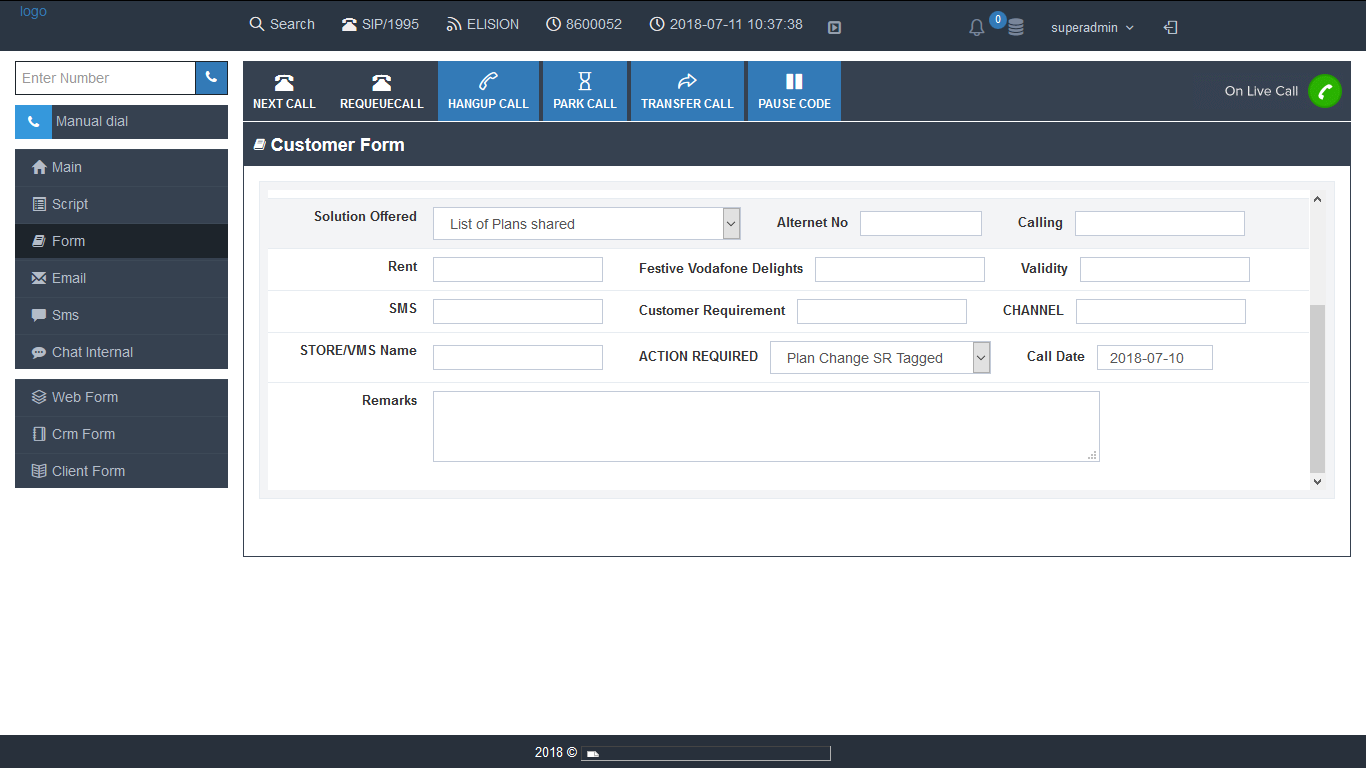 logo
Search SIP/1995 ELISION 8600052 2018-07-11 10:37:38 0 superadmin
Enter Number
Manual dial
Main
Script
Form
Email
Sms
Chat Internal
Web Form
Crm Form
Client Form
NEXT CALL REQUEUECALL HANGUP CALL PARK CALL TRANSFER CALL PAUSE CODE On Live Call
Customer Form
Solution Offered List of Plans shared Alternet No Calling
Rent Festive Vodafone Delights Validity
SMS Customer Requirement CHANNEL
STORE/VMS Name ACTION REQUIRED Plan Change SR Tagged Call Date 2018-07-10
Remarks
2018 ©